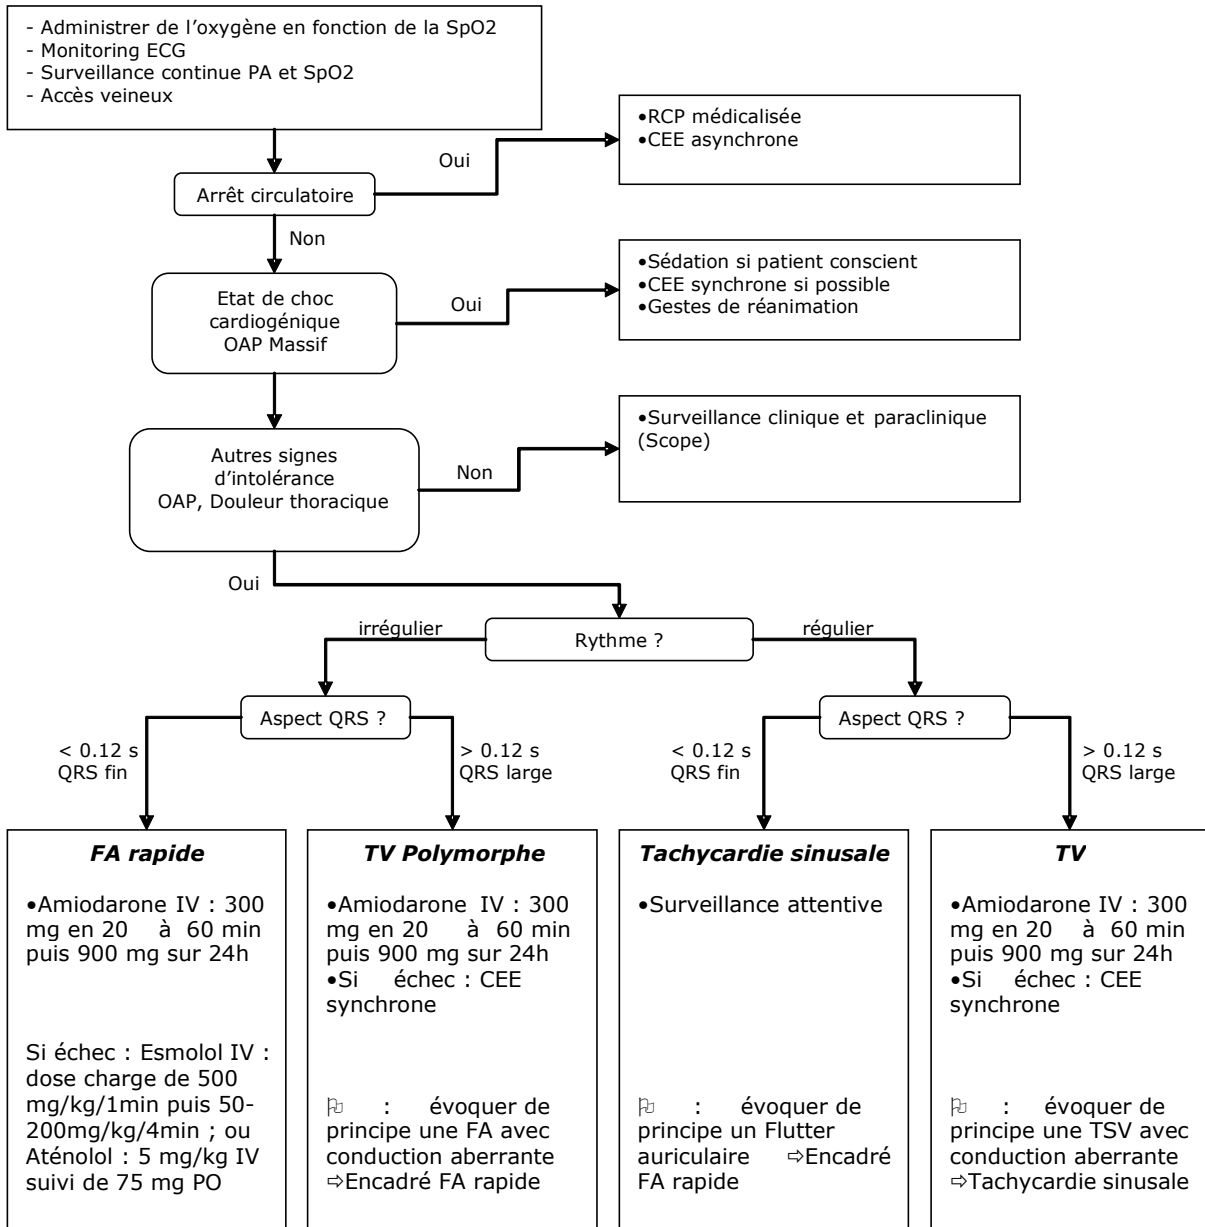 - Administrer de l'oxygène en fonction de la SpO2
- Monitoring ECG
- Surveillance continue PA et SpO2
- Accès veineux
•RCP médicalisée
•CEE asynchrone
Oui
Arrêt circulatoire
Non
•Sédation si patient conscient
•CEE synchrone si possible
•Gestes de réanimation
Etat de choc
cardiogénique
OAP Massif
Oui
•Surveillance clinique et paraclinique
(Scope)
Autres signes
d'intolérance
OAP, Douleur thoracique
Non
Oui
irrégulier
Rythme ?
régulier
Aspect QRS ?
Aspect QRS ?
< 0.12 s
QRS fin
> 0.12 s
QRS large
< 0.12 s
QRS fin
> 0.12 s
QRS large
FA rapide
•Amiodarone IV : 300
mg en 20 à 60 min
puis 900 mg sur 24h
Si échec : Esmolol IV :
dose charge de 500
mg/kg/1min puis 50-
200mg/kg/4min ; ou
Aténolol : 5 mg/kg IV
suivi de 75 mg PO
TV Polymorphe
•Amiodarone IV : 300
mg en 20 à 60 min
puis 900 mg sur 24h
•Si échec : CEE
synchrone
🏳 : évoquer de
principe une FA avec
conduction aberrante
⇨Encadré FA rapide
Tachycardie sinusale
•Surveillance attentive
🏳 : évoquer de
principe un Flutter
auriculaire ⇨Encadré
FA rapide
TV
•Amiodarone IV : 300
mg en 20 à 60 min
puis 900 mg sur 24h
•Si échec : CEE
synchrone
🏳 : évoquer de
principe une TSV avec
conduction aberrante
⇨Tachycardie sinusale